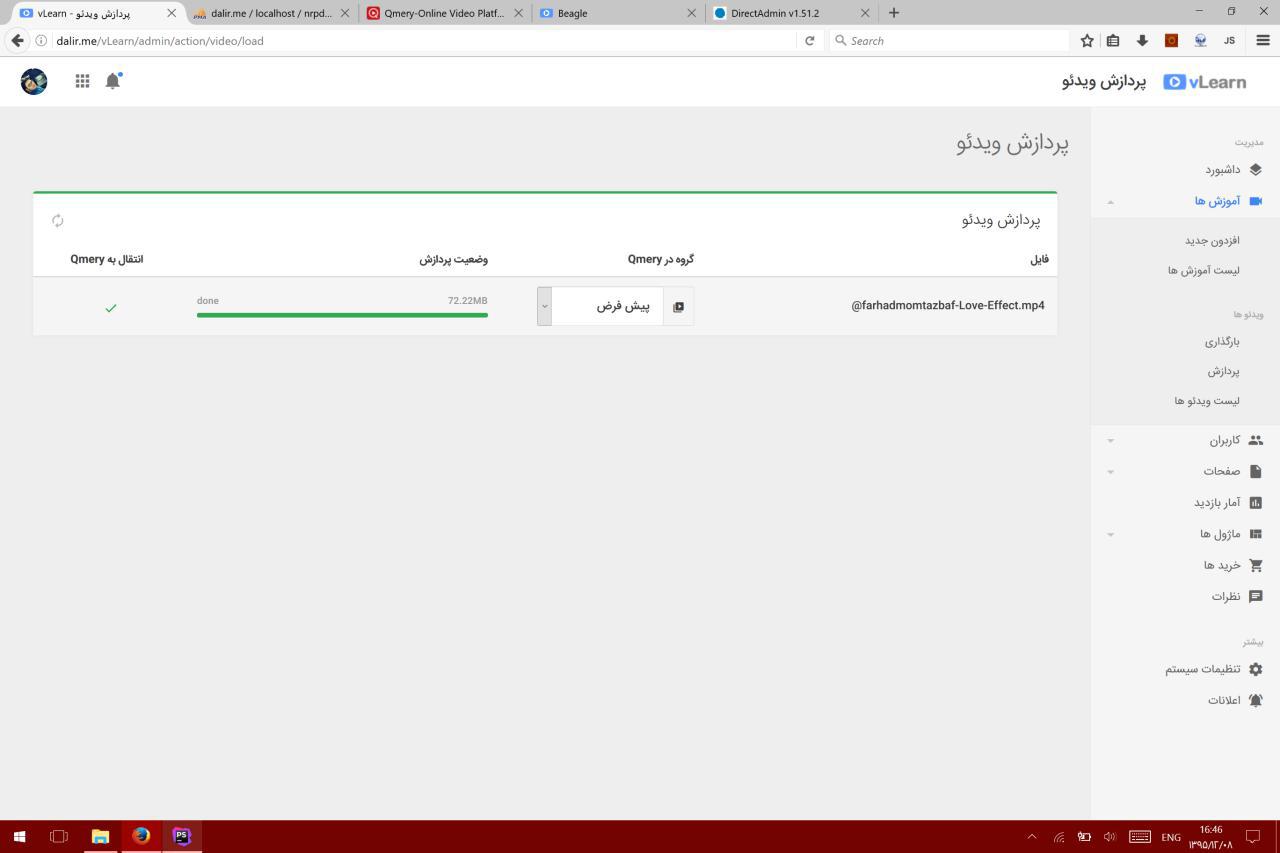 vLearn - پردازش ویدئو
dalir.me / localhost / nrpd...
Qmery-Online Video Platf...
Beagle
DirectAdmin v1.51.2
dalir.me/vLearn/admin/action/video/load
Search
JS
vLearn
پردازش ویدئو
پردازش ویدئو
مدیریت
داشبورد
آموزش ها
افزدون جدید
لیست آموزش ها
ویدئو ها
بارگذاری
پردازش
لیست ویدئو ها
کاربران
صفحات
آمار بازدید
ماژول ها
خرید ها
نظرات
بیشتر
تنظیمات سیستم
اعلانات
پردازش ویدئو
فایل
گروه در Qmery
وضعیت پردازش
انتقال به Qmery
@farhadmomtazbaf-Love-Effect.mp4
پیش فرض
72.22MB
done
PS
ENG
16:46
۱۳۹۵/۱۲/۰۸